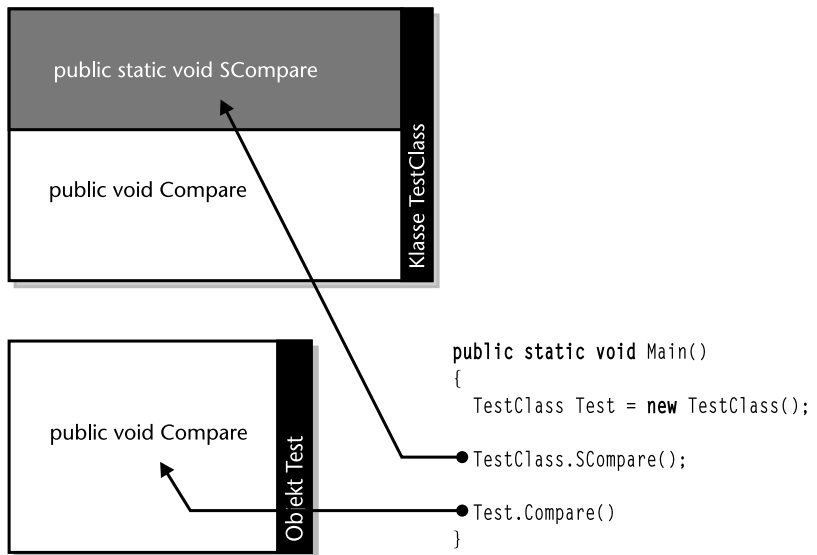 public static void SCompare
public void Compare
Klasse TestClass
public void Compare
Objekt Test
public static void Main()
{
TestClass Test = new TestClass();
TestClass.SCompare();
Test.Compare()
}